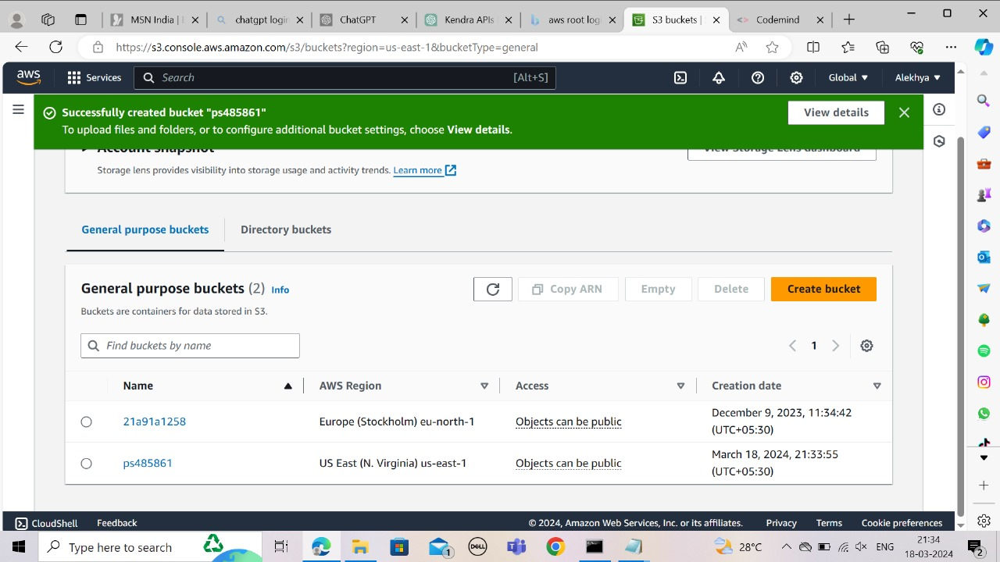 MSN India |
chatgpt login
ChatGPT
Kendra APIs
aws root log
S3 buckets |
Codemind
https://s3.console.aws.amazon.com/s3/buckets?region=us-east-1&bucketType=general
aws
Services
Search
[Alt+S]
Global
Alekhya
Successfully created bucket "ps485861"
To upload files and folders, or to configure additional bucket settings, choose View details.
View details
Account snapshot
View Storage Lens dashboard
Storage lens provides visibility into storage usage and activity trends. Learn more
General purpose buckets
Directory buckets
General purpose buckets (2) Info
Buckets are containers for data stored in S3.
Copy ARN
Empty
Delete
Create bucket
Find buckets by name
1
Name
AWS Region
Access
Creation date
21a91a1258
Europe (Stockholm) eu-north-1
Objects can be public
December 9, 2023, 11:34:42
(UTC+05:30)
ps485861
US East (N. Virginia) us-east-1
Objects can be public
March 18, 2024, 21:33:55
(UTC+05:30)
CloudShell
Feedback
© 2024, Amazon Web Services, Inc. or its affiliates.
Privacy
Terms
Cookie preferences
Type here to search
1
DELL
28°C
ENG
21:34
18-03-2024
2